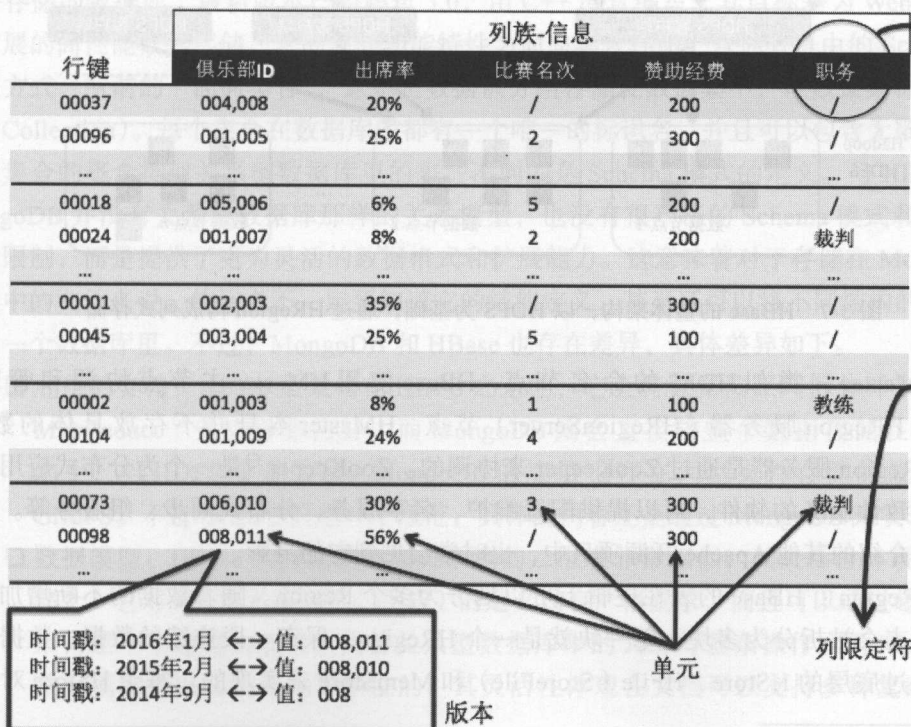 列族-信息
行键 俱乐部ID 出席率 比赛名次 赞助经费 职务
00037 004,008 20% / 200 /
00096 001,005 25% 4 300 /
... ... ... ... ... ...
00018 005,006 6% 5 200 /
00024 001,007 8% 2 200 裁判
... ... ... ... ... ...
00001 002,003 35% / 300 /
00045 003,004 25% 5 100 /
... ... ... ... ... ...
00002 001,003 8% 1 100 教练
00104 001,009 24% 4 200 /
... ... ... ... ... ...
00073 006,010 30% 3 300 裁判
00098 008,011 56% / 300 /
... ... ... ... ... ...
时间戳：2016年1月 ←→ 值：008,011
时间戳：2015年2月 ←→ 值：008,010
时间戳：2014年9月 ←→ 值：008
版本
单元
列限定符